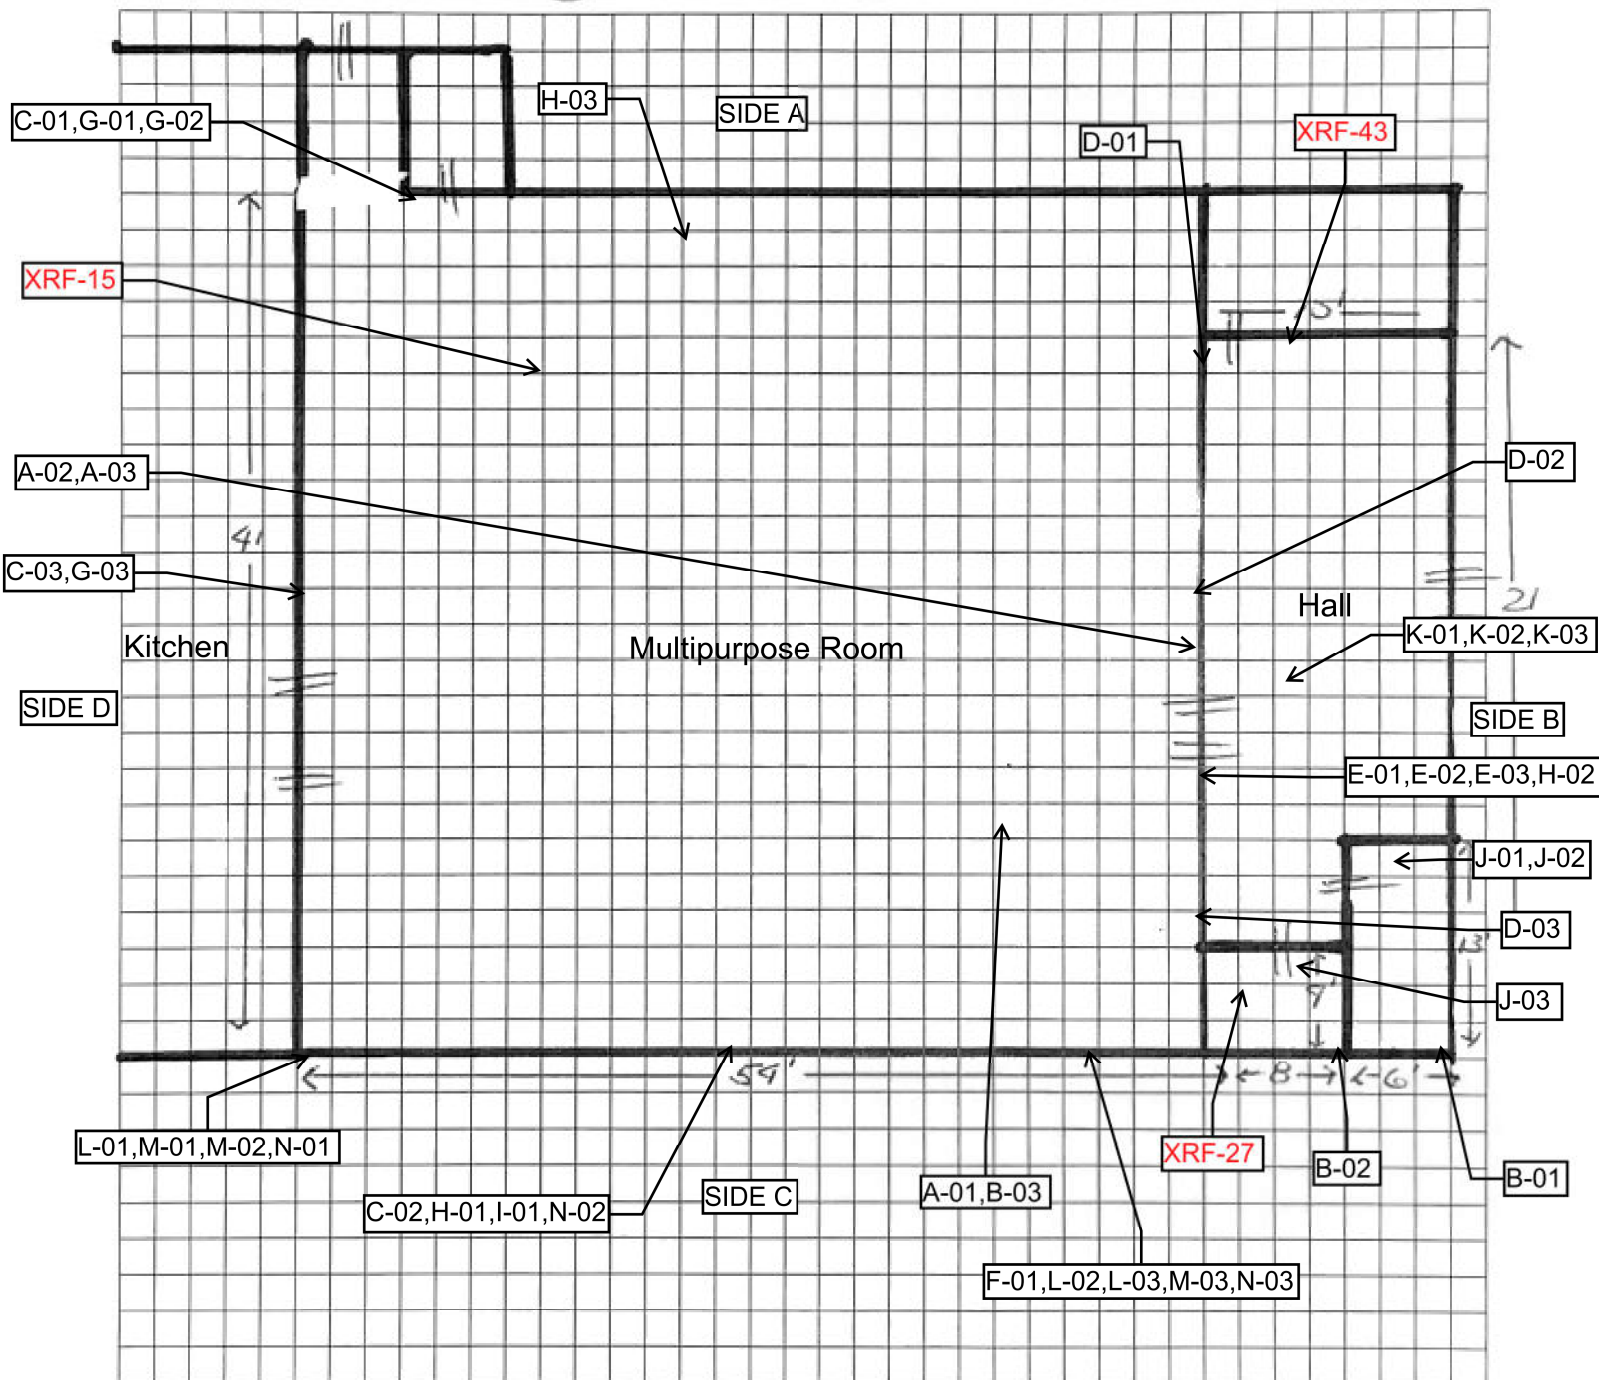 H-03
SIDE A
C-01,G-01,G-02
D-01
XRF-43
XRF-15
15'
A-02,A-03
D-02
41
C-03,G-03
Hall
21
Kitchen
Multipurpose Room
K-01,K-02,K-03
SIDE D
SIDE B
E-01,E-02,E-03,H-02
J-01,J-02
D-03
13'
9'
J-03
54'
8
6'
L-01,M-01,M-02,N-01
XRF-27
B-02
B-01
C-02,H-01,I-01,N-02
SIDE C
A-01,B-03
F-01,L-02,L-03,M-03,N-03